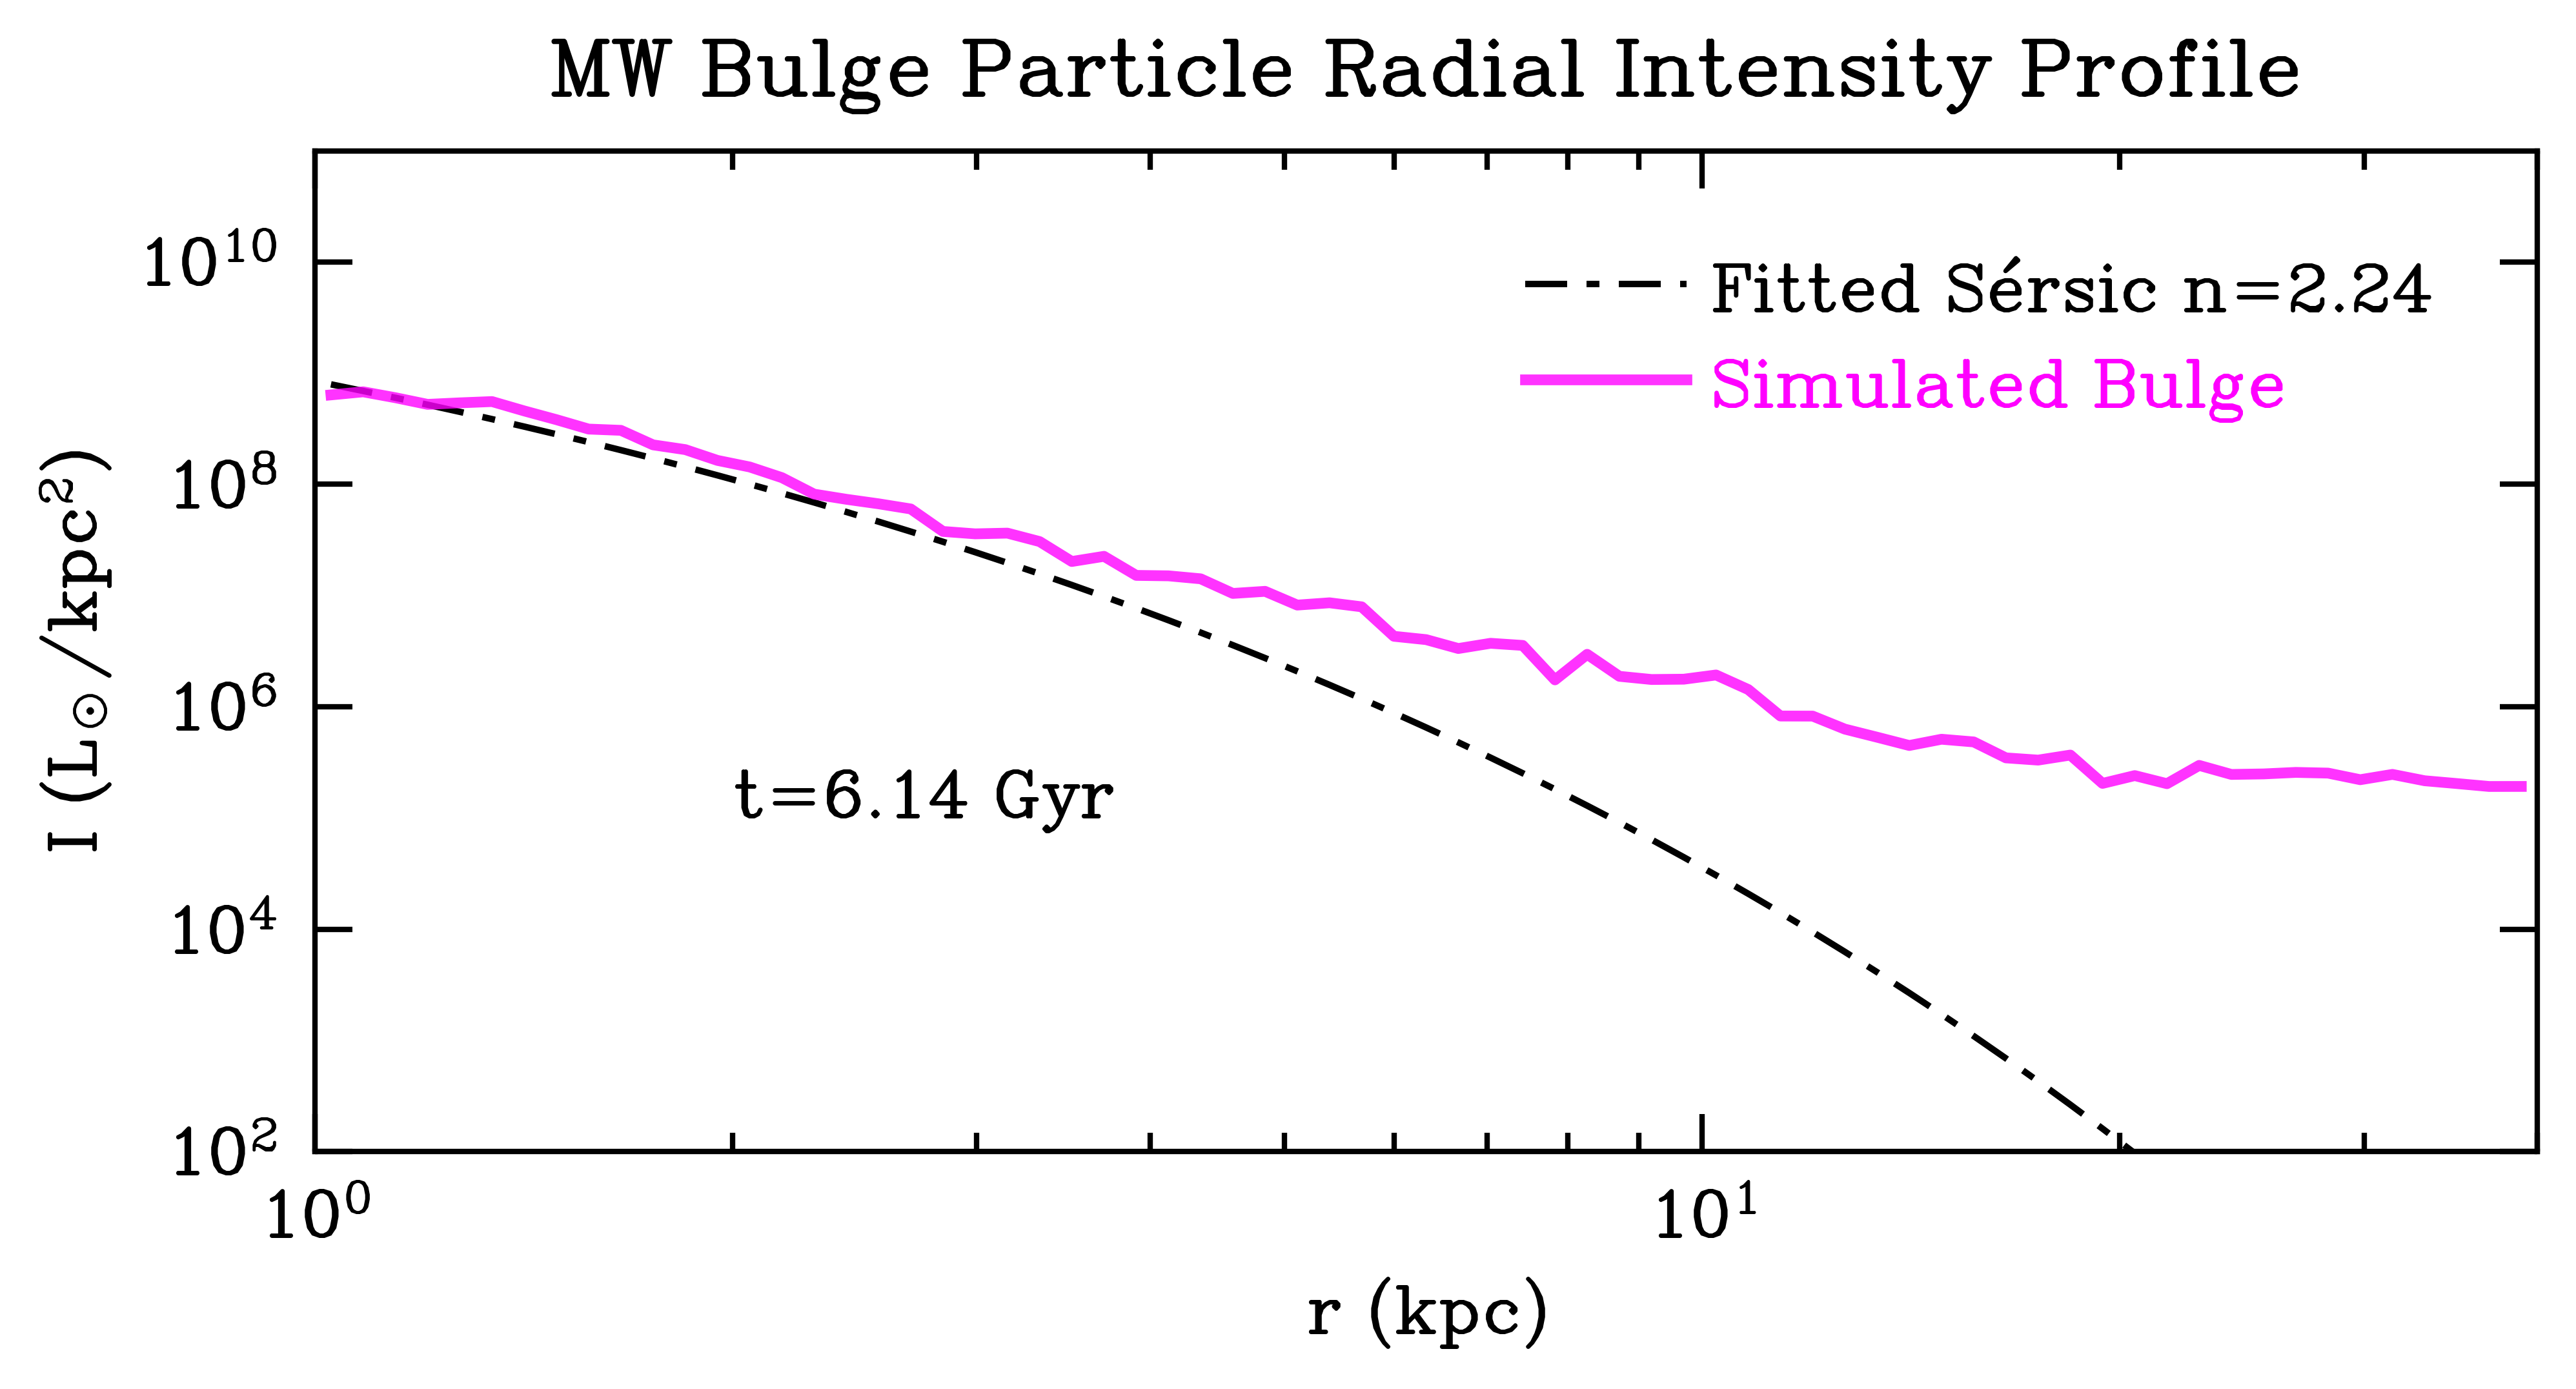 MW Bulge Particle Radial Intensity Profile
10¹⁰
10⁸
10⁶
10⁴
10²
I (L⊙/kpc²)
Fitted Sérsic n=2.24
Simulated Bulge
t=6.14 Gyr
10⁰
10¹
r (kpc)